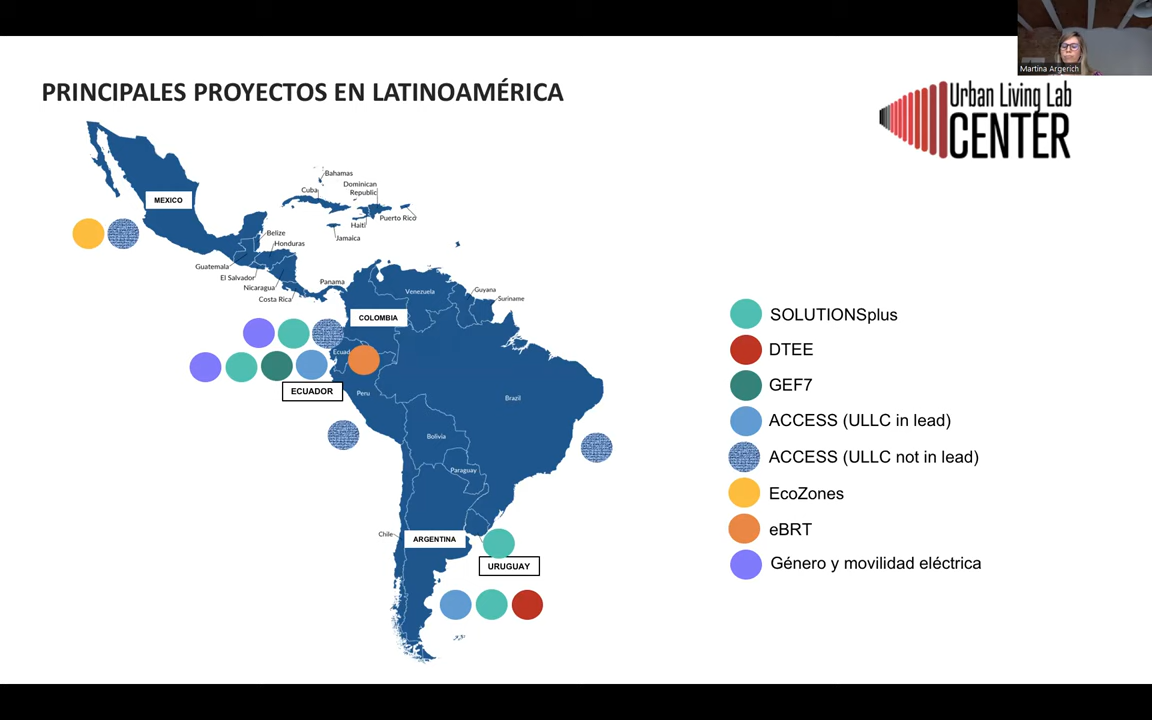 Martina Argerich
PRINCIPALES PROYECTOS EN LATINOAMÉRICA
Urban Living Lab
CENTER
MEXICO
Bahamas
Cuba
Dominican
Republic
Puerto Rico
Haiti
Jamaica
Belize
Honduras
Guatemala
El Salvador
Nicaragua
Costa Rica
Panama
Venezuela
Guyana
Suriname
COLOMBIA
Ecuad
ECUADOR
Peru
Brazil
Bolivia
Paraguay
Chile
ARGENTINA
URUGUAY
SOLUTIONSplus
DTEE
GEF7
ACCESS (ULLC in lead)
ACCESS (ULLC not in lead)
EcoZones
eBRT
Género y movilidad eléctrica